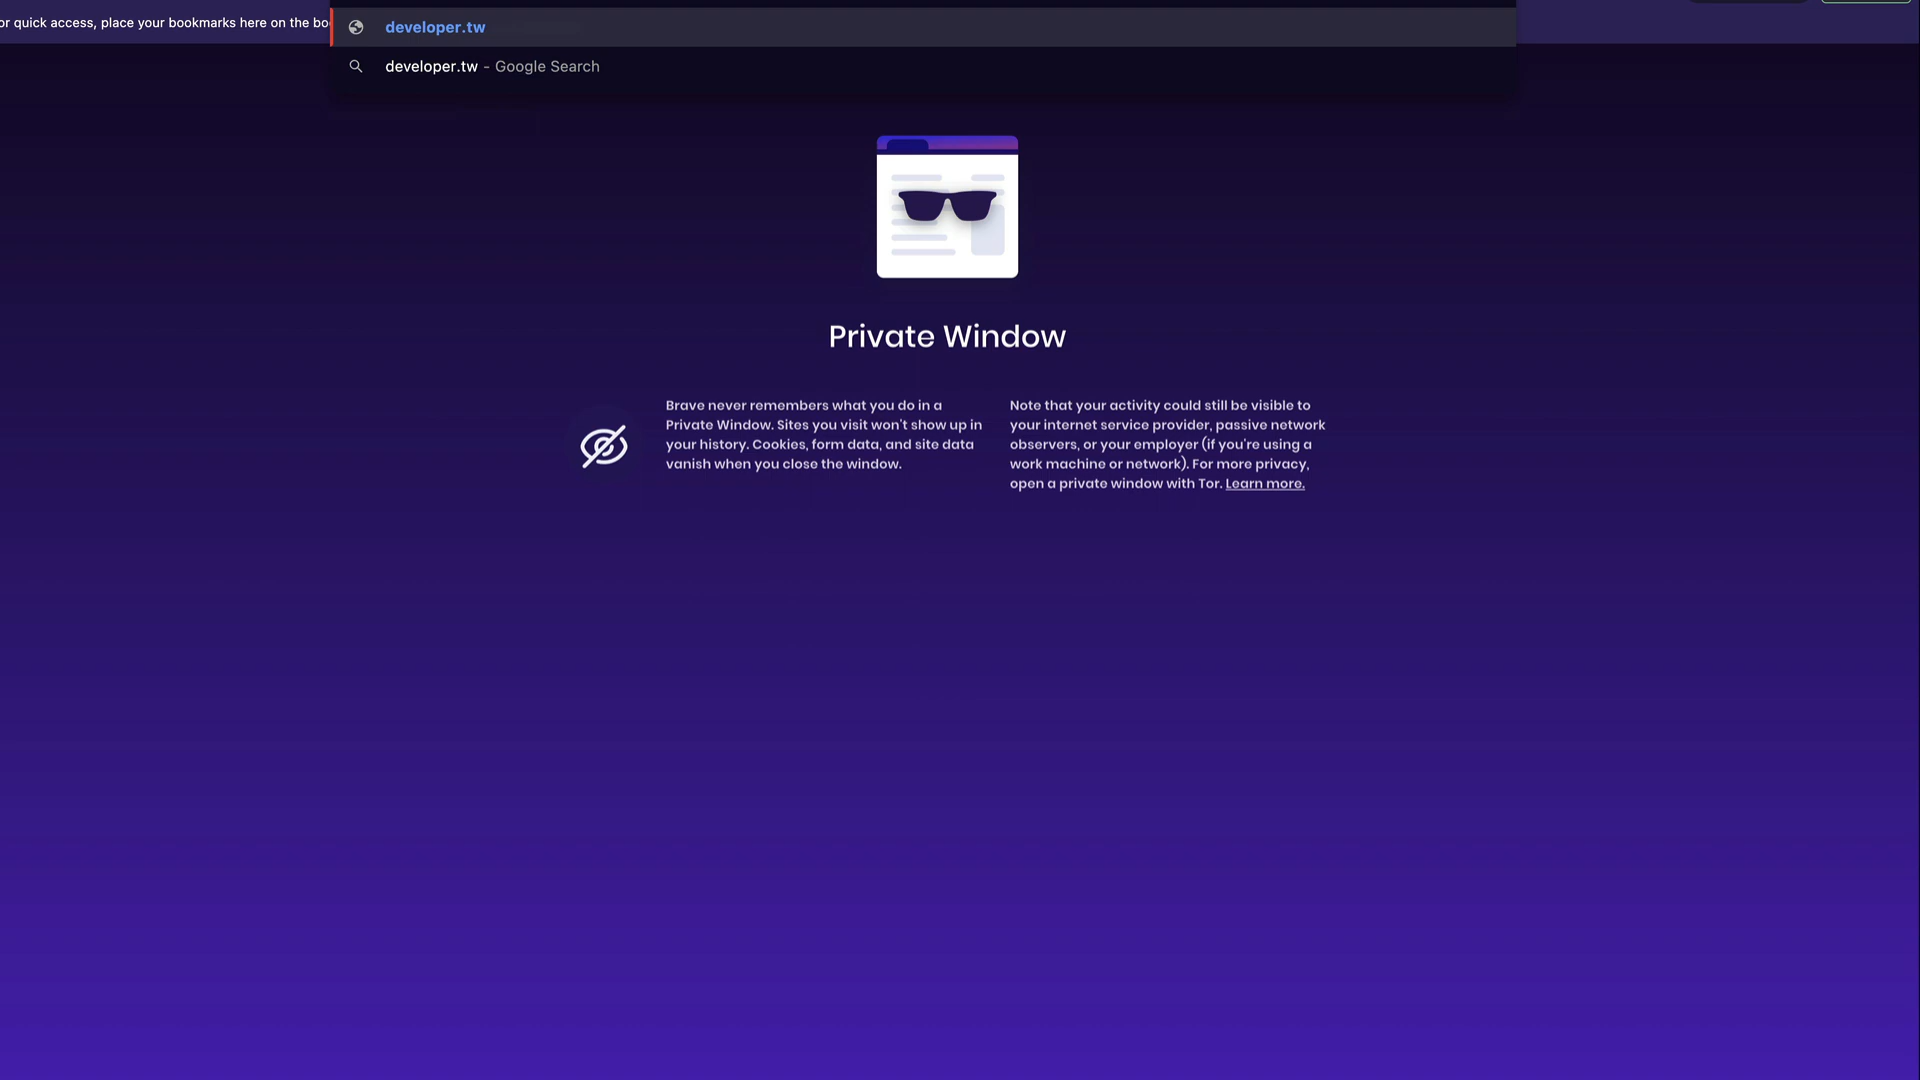 or quick access, place your bookmarks here on the bo
developer.tw
developer.tw - Google Search
Private Window
Brave never remembers what you do in a
Private Window. Sites you visit won't show up in
your history. Cookies, form data, and site data
vanish when you close the window.
Note that your activity could still be visible to
your internet service provider, passive network
observers, or your employer (if you're using a
work machine or network). For more privacy,
open a private window with Tor. Learn more.